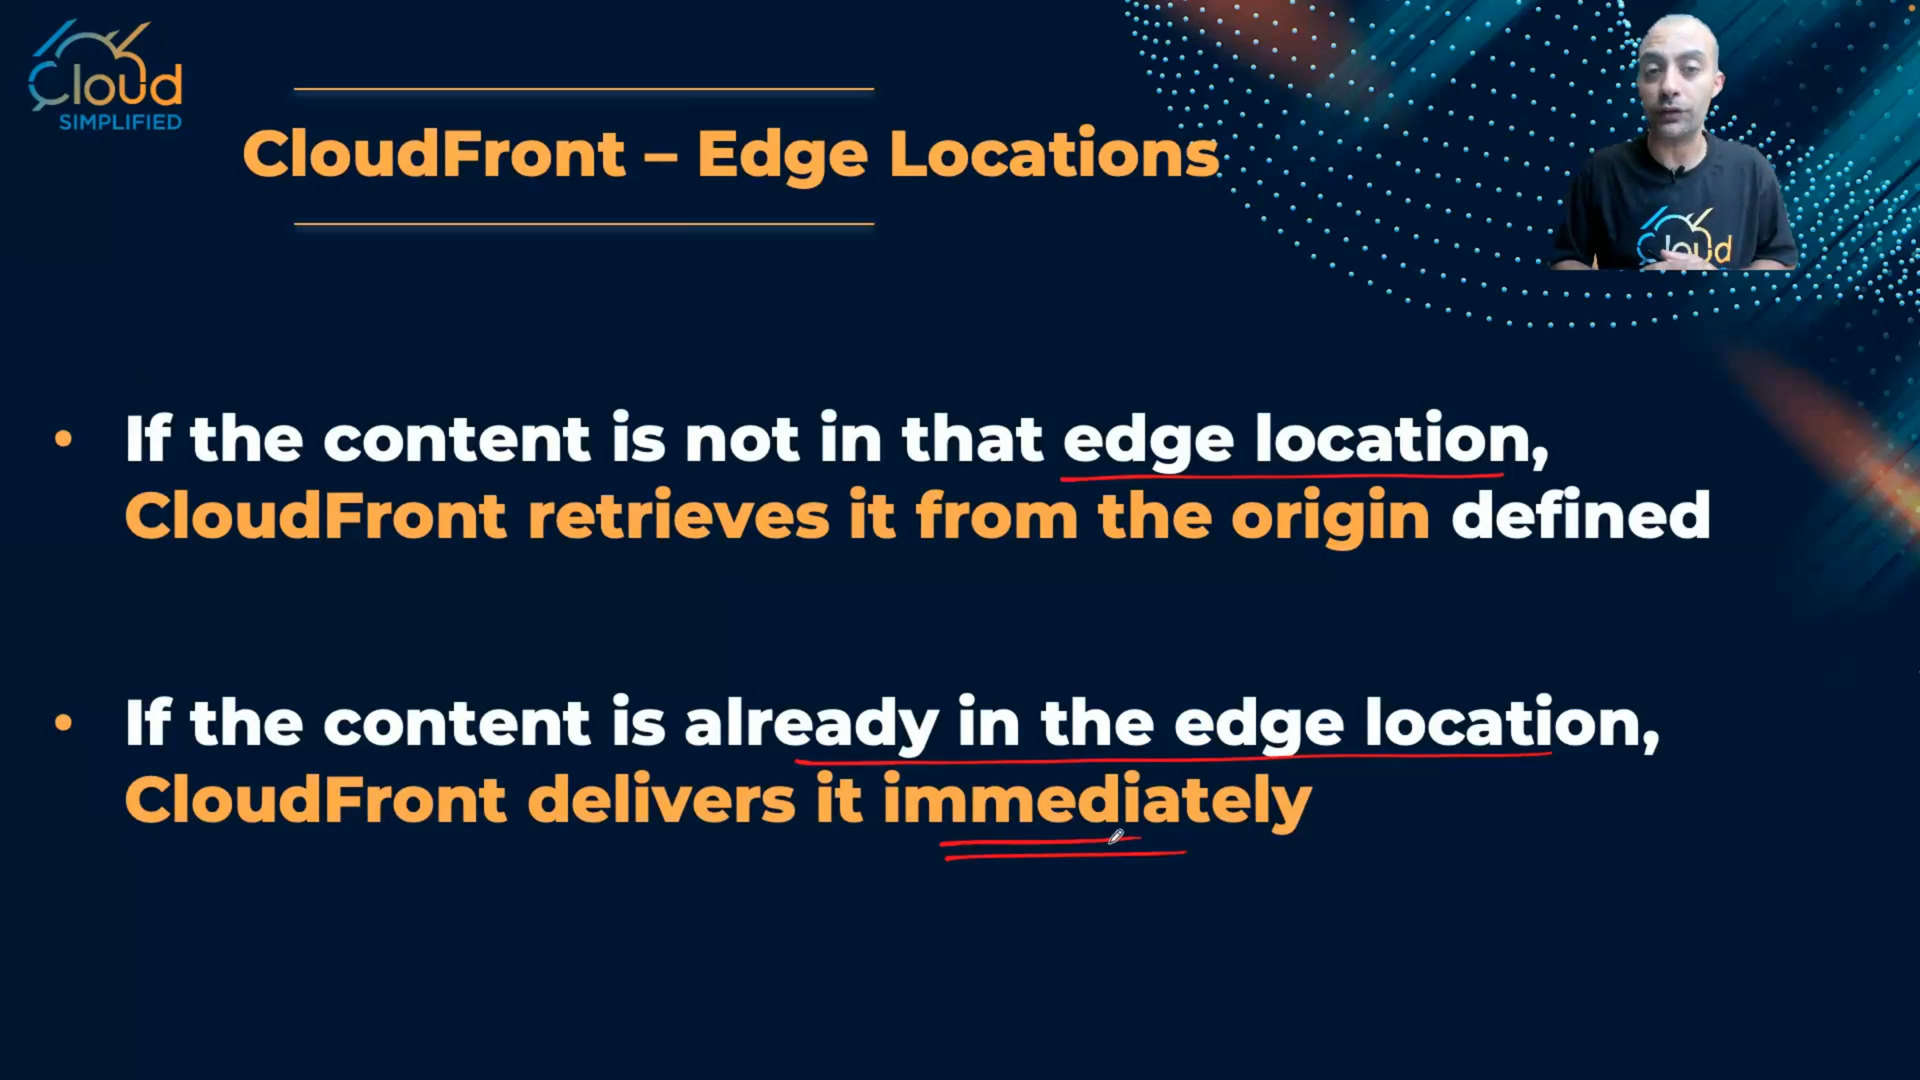 Cloud
SIMPLIFIED
CloudFront – Edge Locations
Cloud
• If the content is not in that edge location,
CloudFront retrieves it from the origin defined
• If the content is already in the edge location,
CloudFront delivers it immediately